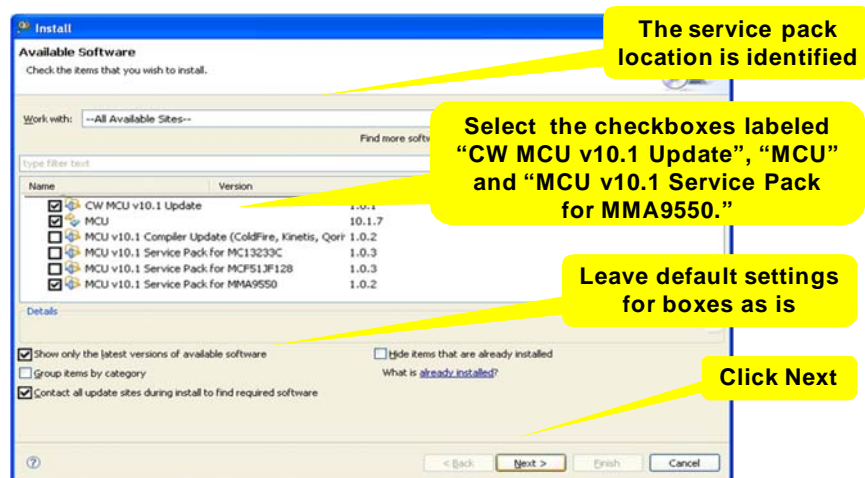 Install
The service pack
location is identified
Available Software
Check the items that you wish to install.
Work with: --All Available Sites--
Find more softw
Select the checkboxes labeled
“CW MCU v10.1 Update”, “MCU”
and “MCU v10.1 Service Pack
for MMA9550.”
type filter text
Name Version
CW MCU v10.1 Update 1.0.1
MCU 10.1.7
MCU v10.1 Compiler Update (ColdFire, Kinetis, Qori 1.0.2
MCU v10.1 Service Pack for MC13233C 1.0.3
MCU v10.1 Service Pack for MCF51JF128 1.0.3
MCU v10.1 Service Pack for MMA9550 1.0.2
Leave default settings
for boxes as is
Details
Show only the latest versions of available software
Hide items that are already installed
Group items by category
What is already installed?
Click Next
Contact all update sites during install to find required software
? < Back Next > Finish Cancel